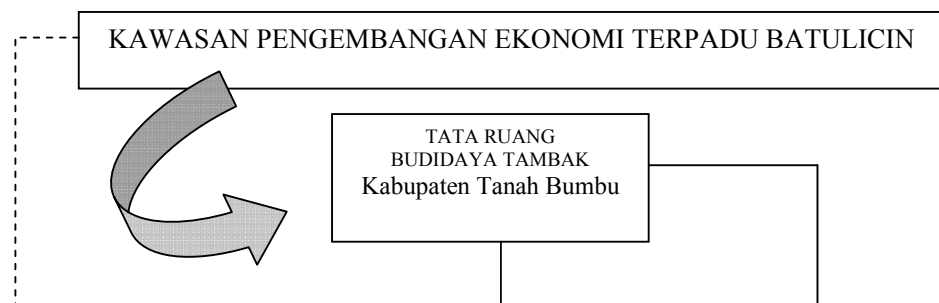 KAWASAN PENGEMBANGAN EKONOMI TERPADU BATULICIN
TATA RUANG
BUDIDAYA TAMBAK
Kabupaten Tanah Bumbu